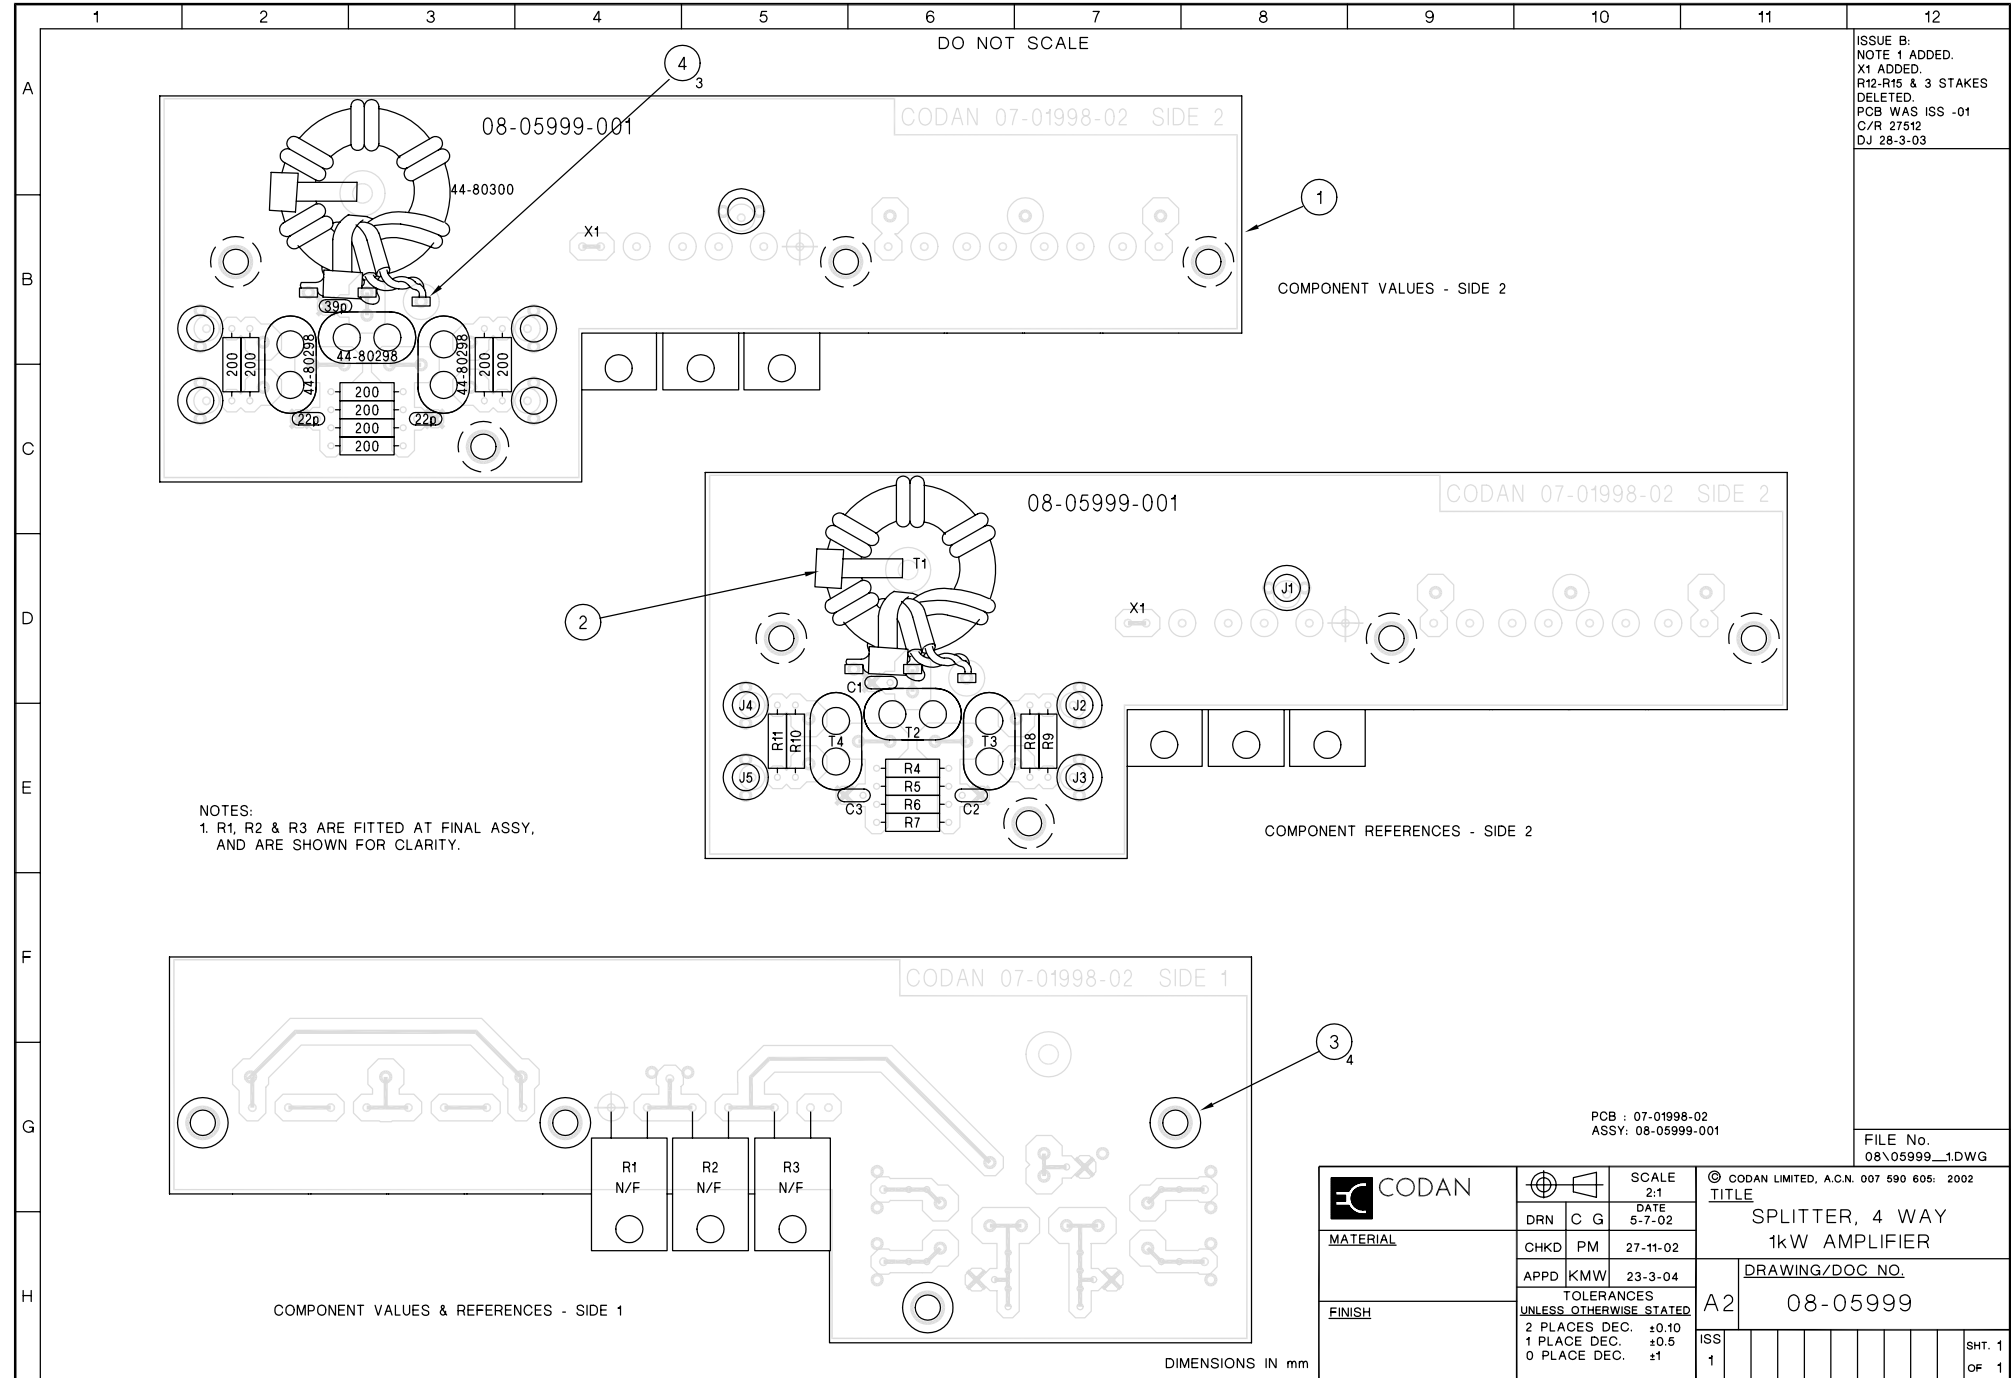 1 2 3 4 5 6 7 8 9 10 11 12
A
B
C
D
E
F
G
H
DO NOT SCALE
ISSUE B:
NOTE 1 ADDED.
X1 ADDED.
R12-R15 & 3 STAKES
DELETED.
PCB WAS ISS -01
C/R 27512
DJ 28-3-03
4
3
08-05999-001
CODAN 07-01998-02 SIDE 2
44-80300
X1
1
39p
44-80298
44-80298
44-80298
200
200
200
200
22p
22p
200
200
200
200
COMPONENT VALUES - SIDE 2
08-05999-001
CODAN 07-01998-02 SIDE 2
T1
2
J1
X1
C1
J4
J2
T2
R11
R10
T4
T3
R8
R9
J5
J3
R4
R5
R6
R7
C3
C2
COMPONENT REFERENCES - SIDE 2
NOTES:
1. R1, R2 & R3 ARE FITTED AT FINAL ASSY,
AND ARE SHOWN FOR CLARITY.
CODAN 07-01998-02 SIDE 1
3
4
R1
N/F
R2
N/F
R3
N/F
COMPONENT VALUES & REFERENCES - SIDE 1
DIMENSIONS IN mm
PCB : 07-01998-02
ASSY: 08-05999-001
FILE No.
08\05999__1.DWG
CODAN
MATERIAL
FINISH
SCALE
2:1
DRN C G DATE
5-7-02
CHKD PM 27-11-02
APPD KMW 23-3-04
TOLERANCES
UNLESS OTHERWISE STATED
2 PLACES DEC. ±0.10
1 PLACE DEC. ±0.5
0 PLACE DEC. ±1
© CODAN LIMITED, A.C.N. 007 590 605: 2002
TITLE
SPLITTER, 4 WAY
1kW AMPLIFIER
DRAWING/DOC NO.
A2 08-05999
ISS
1
SHT. 1
OF 1